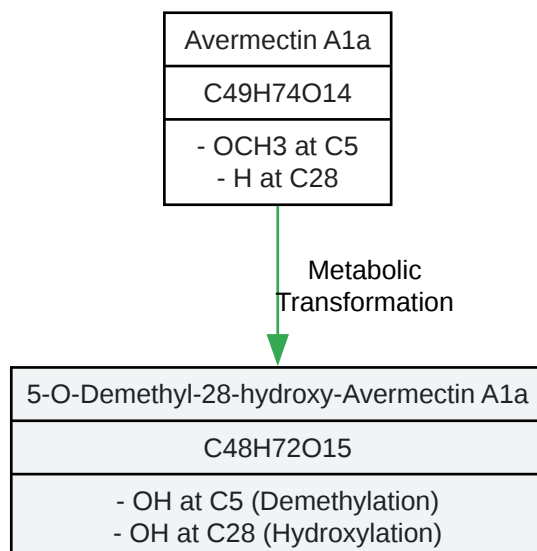 Avermectin A1a
C49H74O14
- OCH3 at C5
- H at C28
Metabolic
Transformation
5-O-Demethyl-28-hydroxy-Avermectin A1a
C48H72O15
- OH at C5 (Demethylation)
- OH at C28 (Hydroxylation)